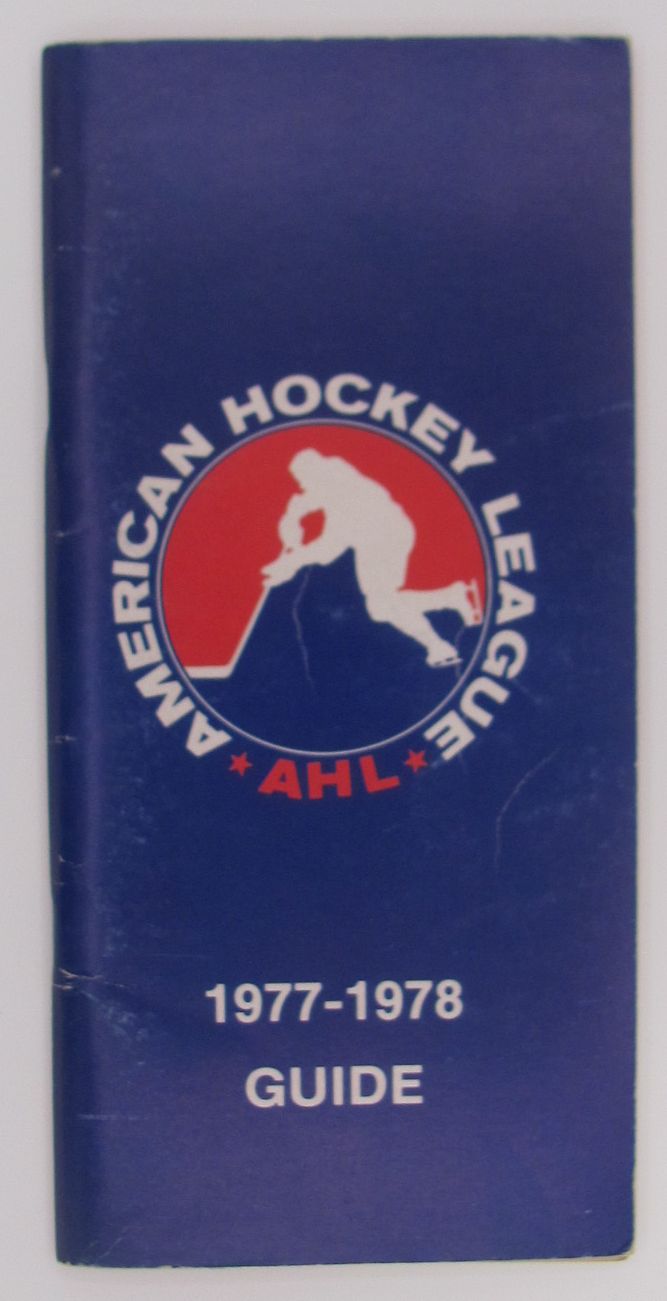 AMERICAN HOCKEY LEAGUE
★ AHL ★
1977-1978
GUIDE